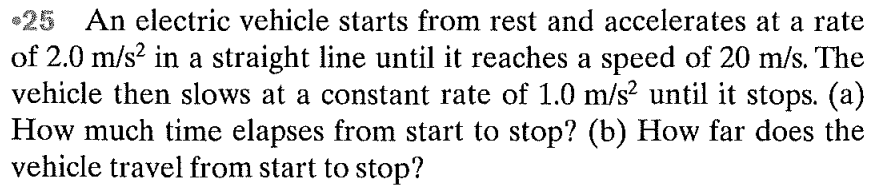 •25 An electric vehicle starts from rest and accelerates at a rate
of 2.0 m/s² in a straight line until it reaches a speed of 20 m/s. The
vehicle then slows at a constant rate of 1.0 m/s² until it stops. (a)
How much time elapses from start to stop? (b) How far does the
vehicle travel from start to stop?